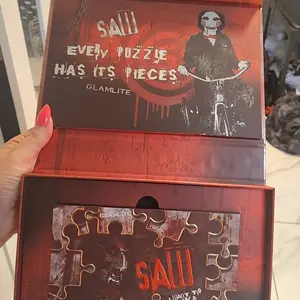 SAW
EVERY PUZZLE
HAS ITS PIECES
GLAMLITE
GLAMLITE
SAW